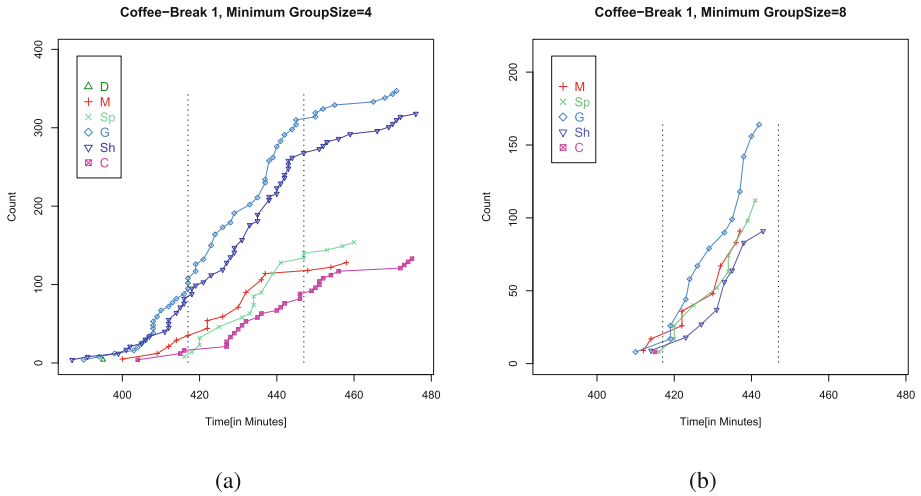 Coffee−Break 1, Minimum GroupSize=4
400
300
200
100
0
Count
D
M
Sp
G
Sh
C
400
420
440
460
480
Time[in Minutes]
(a)
Coffee−Break 1, Minimum GroupSize=8
200
150
100
50
0
Count
M
Sp
G
Sh
C
400
420
440
460
480
Time[in Minutes]
(b)